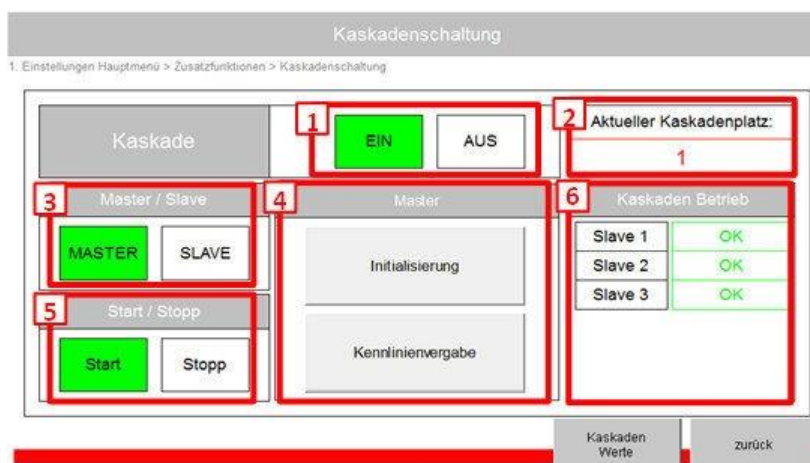 Kaskadenschaltung
1. Einstellungen Hauptmenü > Zusatzfunktionen > Kaskadenschaltung
Kaskade
1
EIN
AUS
2
Aktueller Kaskadenplatz:
1
3
Master / Slave
MASTER
SLAVE
4
Master
Initialisierung
Kennlinienvergabe
5
Start / Stopp
Start
Stopp
6
Kaskaden Betrieb
Slave 1 OK
Slave 2 OK
Slave 3 OK
Kaskaden
Werte
zurück